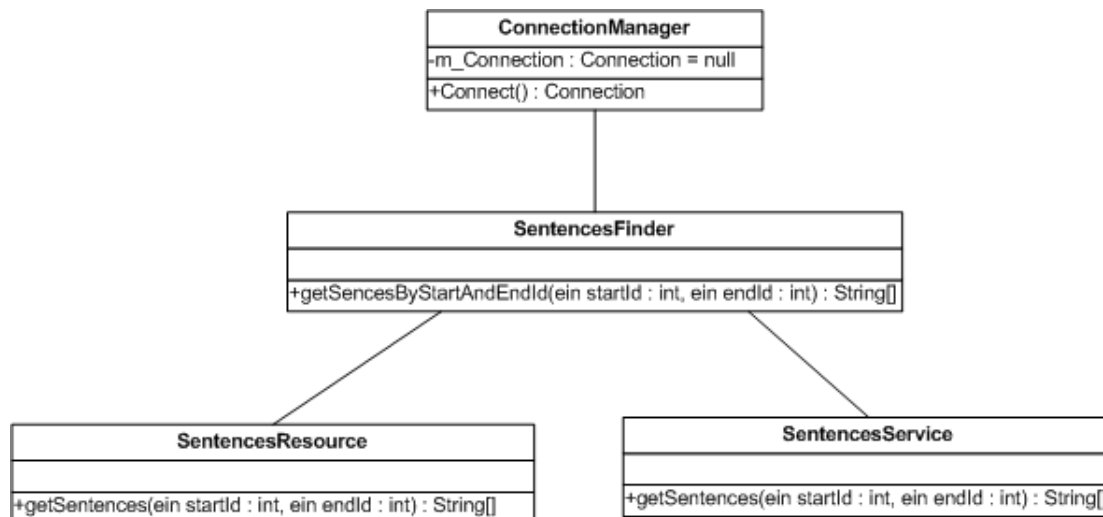 ConnectionManager
-m_Connection : Connection = null
+Connect() : Connection
SentencesFinder
+getSencesByStartAndEndId(ein startId : int, ein endId : int) : String[]
SentencesResource
+getSentences(ein startId : int, ein endId : int) : String[]
SentencesService
+getSentences(ein startId : int, ein endId : int) : String[]